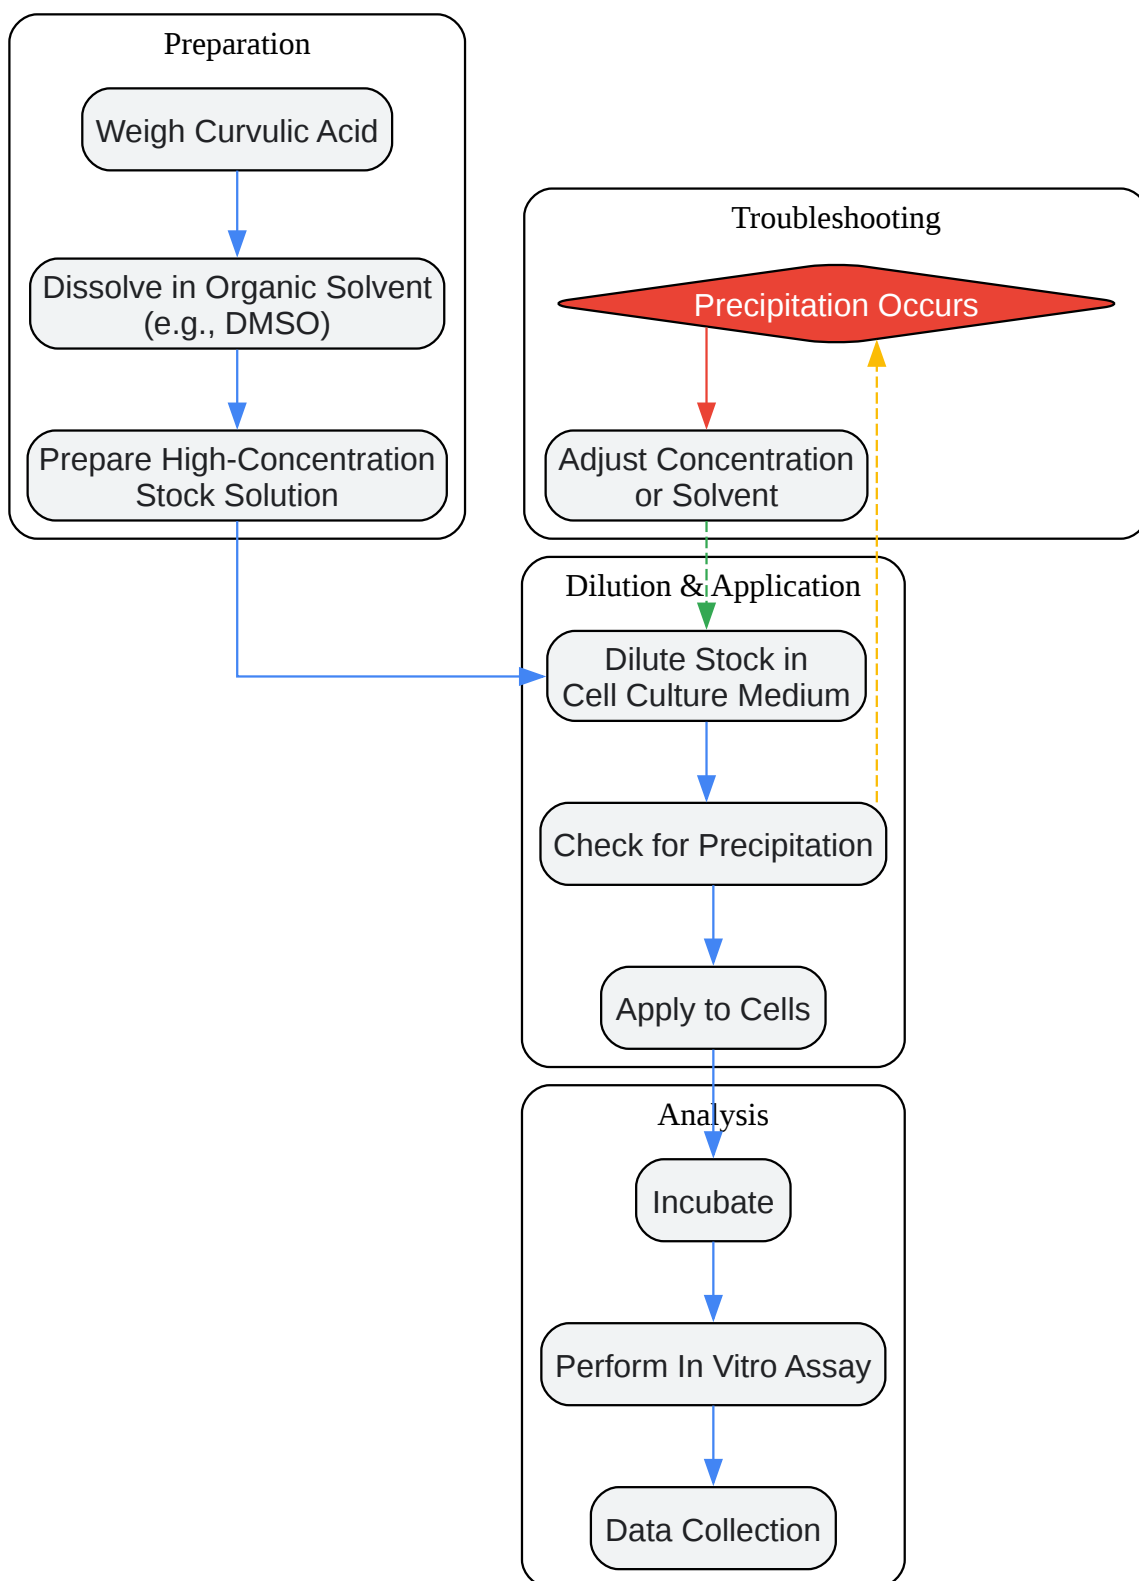 Preparation
Weigh Curvulic Acid
Dissolve in Organic Solvent
(e.g., DMSO)
Prepare High-Concentration
Stock Solution
Troubleshooting
Precipitation Occurs
Adjust Concentration
or Solvent
Dilution & Application
Dilute Stock in
Cell Culture Medium
Check for Precipitation
Apply to Cells
Analysis
Incubate
Perform In Vitro Assay
Data Collection